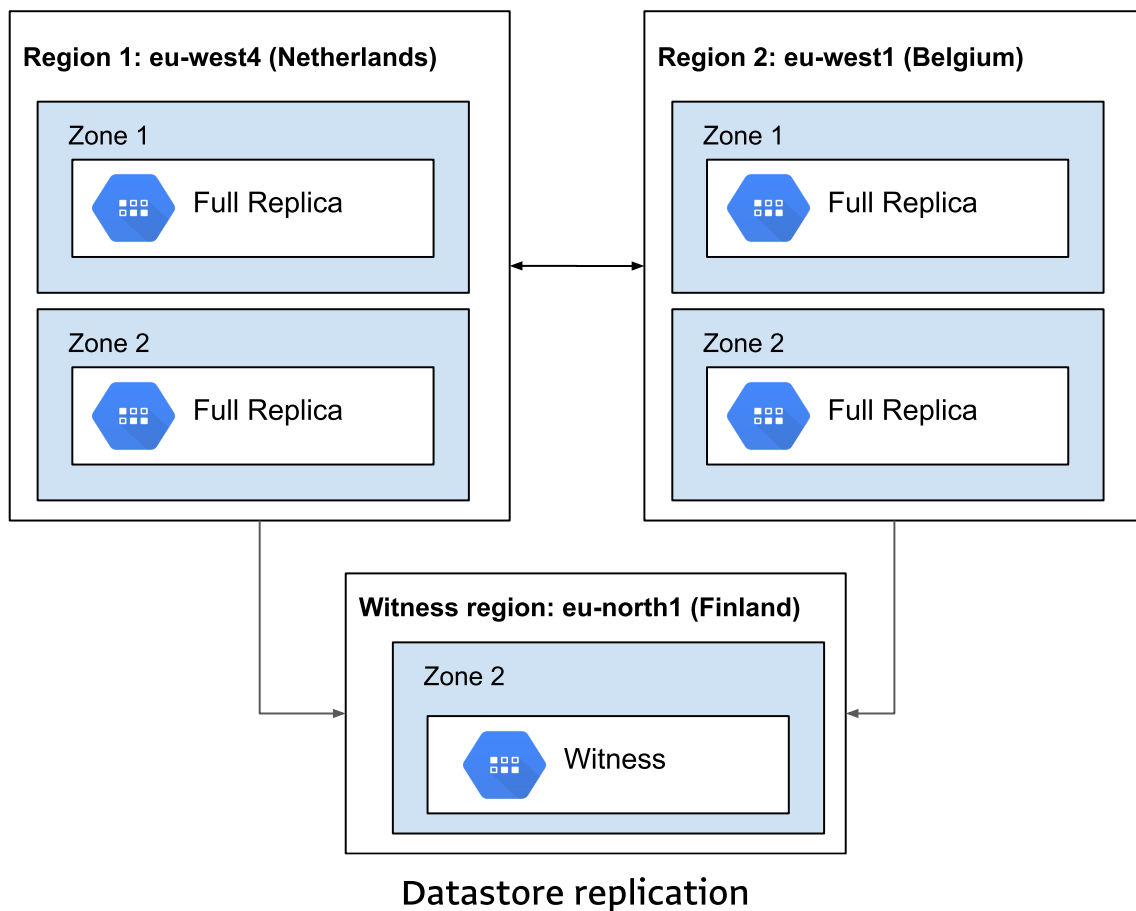 Region 1: eu-west4 (Netherlands)
Zone 1
Full Replica
Zone 2
Full Replica
Region 2: eu-west1 (Belgium)
Zone 1
Full Replica
Zone 2
Full Replica
Witness region: eu-north1 (Finland)
Zone 2
Witness
Datastore replication